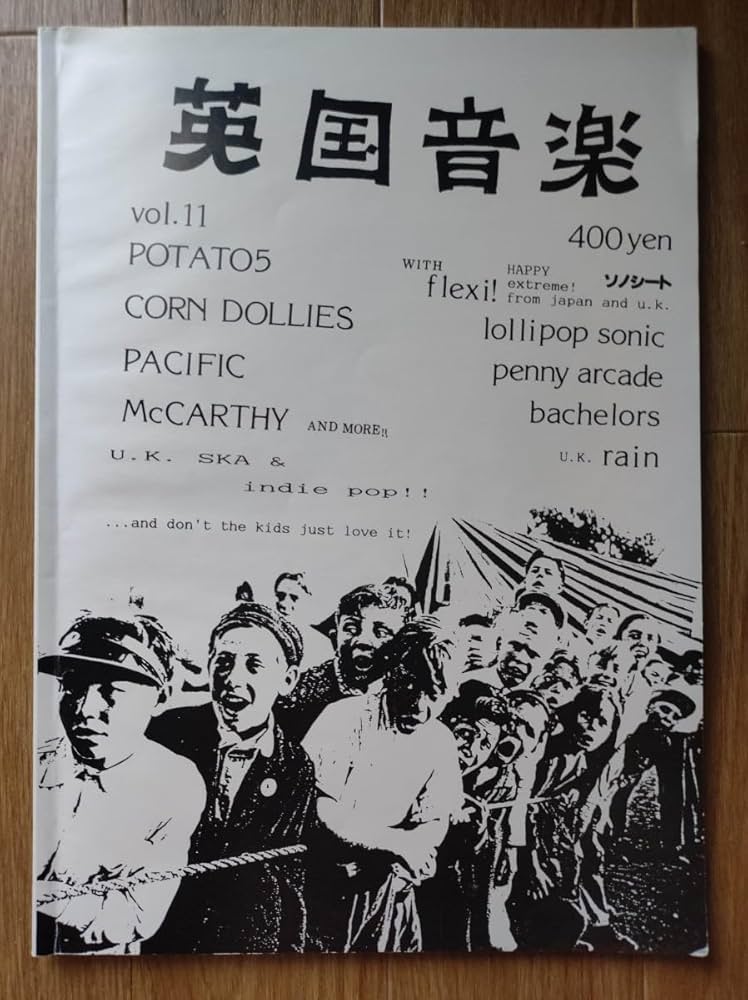 英国音楽
vol.11
400yen
POTATO5
CORN DOLLIES
PACIFIC
McCARTHY AND MORE!!
U.K. SKA &
indie pop!!
...and don't the kids just love it!
WITH
flexi!
HAPPY
extreme! ソノシート
from japan and u.k.
lollipop sonic
penny arcade
bachelors
U.K. rain